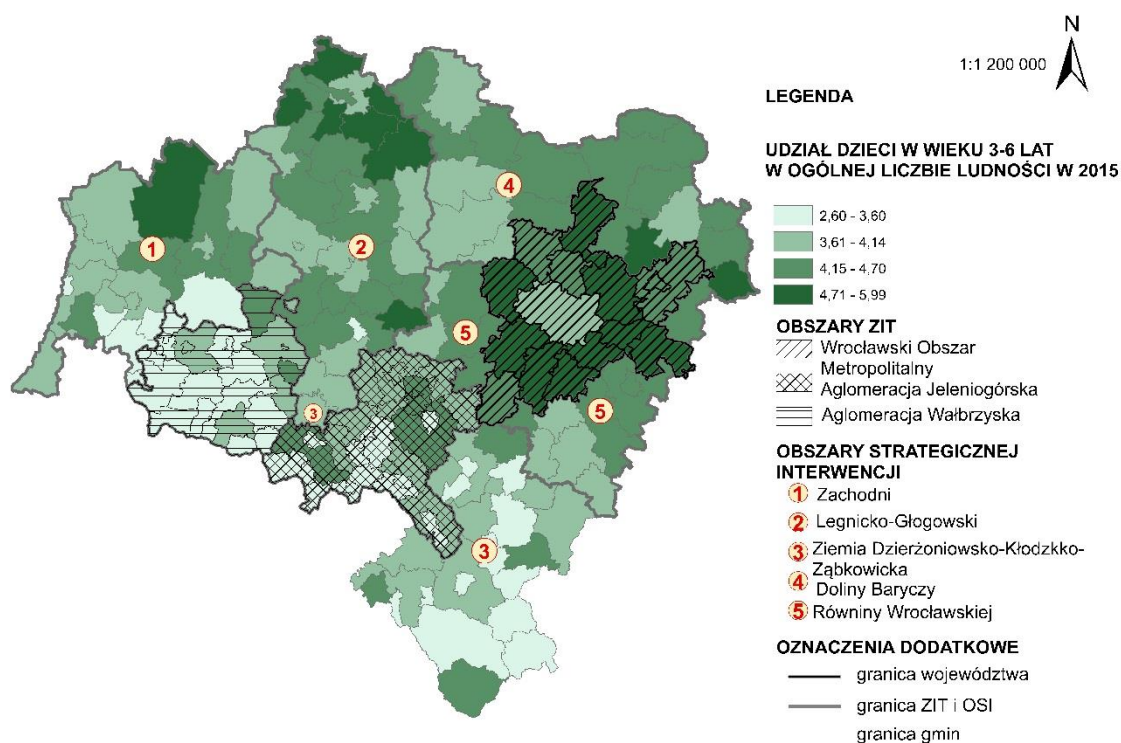 N
1:1 200 000
LEGENDA
UDZIAŁ DZIECI W WIEKU 3-6 LAT
W OGÓLNEJ LICZBIE LUDNOŚCI W 2015
2,60 - 3,60
3,61 - 4,14
4,15 - 4,70
4,71 - 5,99
OBSZARY ZIT
Wrocławski Obszar
Metropolitalny
Aglomeracja Jeleniogórska
Aglomeracja Wałbrzyska
OBSZARY STRATEGICZNEJ
INTERWENCJI
1 Zachodni
2 Legnicko-Głogowski
3 Ziemia Dzierżoniowsko-Kłodzkko-
Ząbkowicka
4 Doliny Baryczy
5 Równiny Wrocławskiej
OZNACZENIA DODATKOWE
granica województwa
granica ZIT i OSI
granica gmin
4
1
2
5
3
5
3